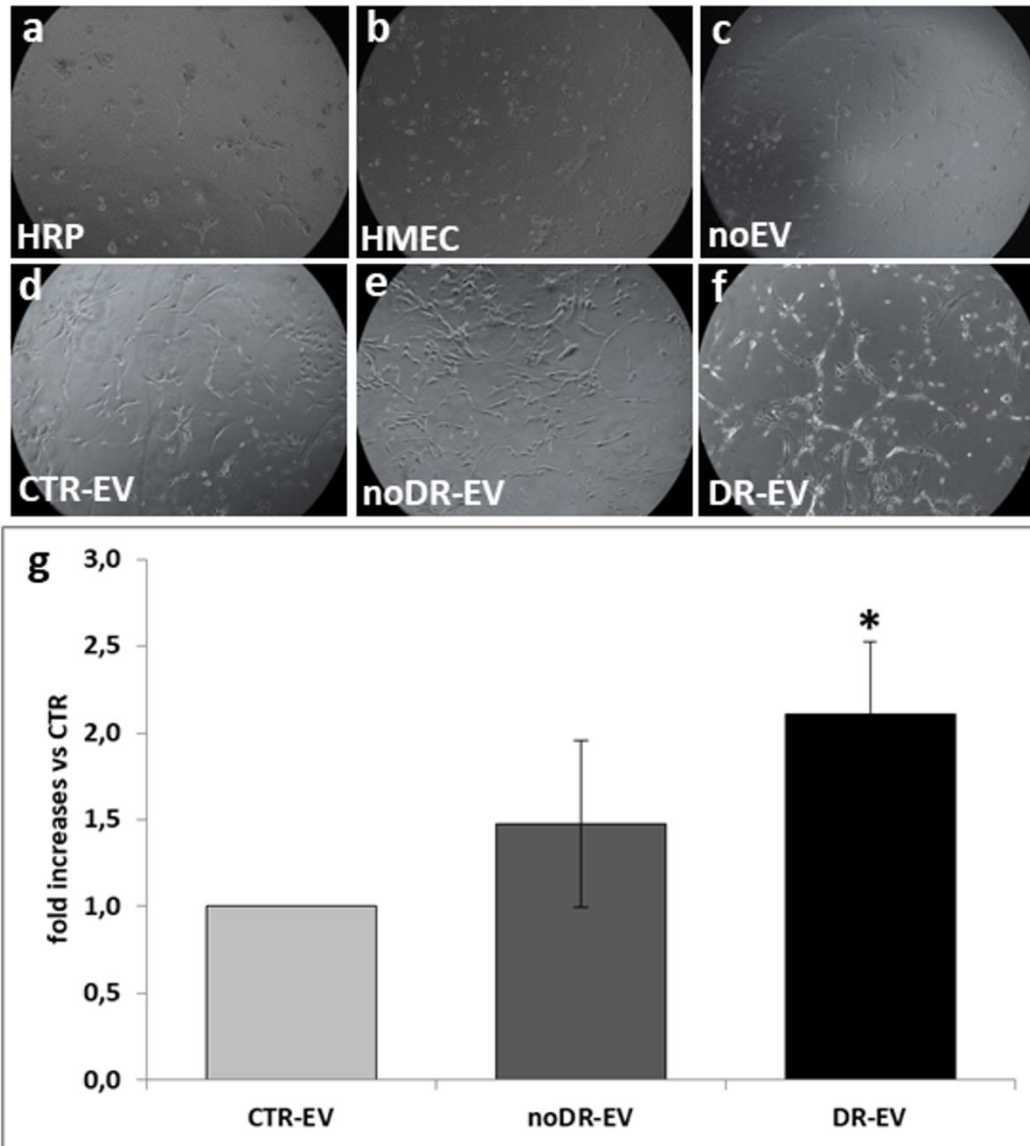 a
HRP
b
HMEC
c
noEV
d
CTR-EV
e
noDR-EV
f
DR-EV
g
fold increases vs CTR
3,0
2,5
2,0
1,5
1,0
0,5
0,0
*
CTR-EV
noDR-EV
DR-EV